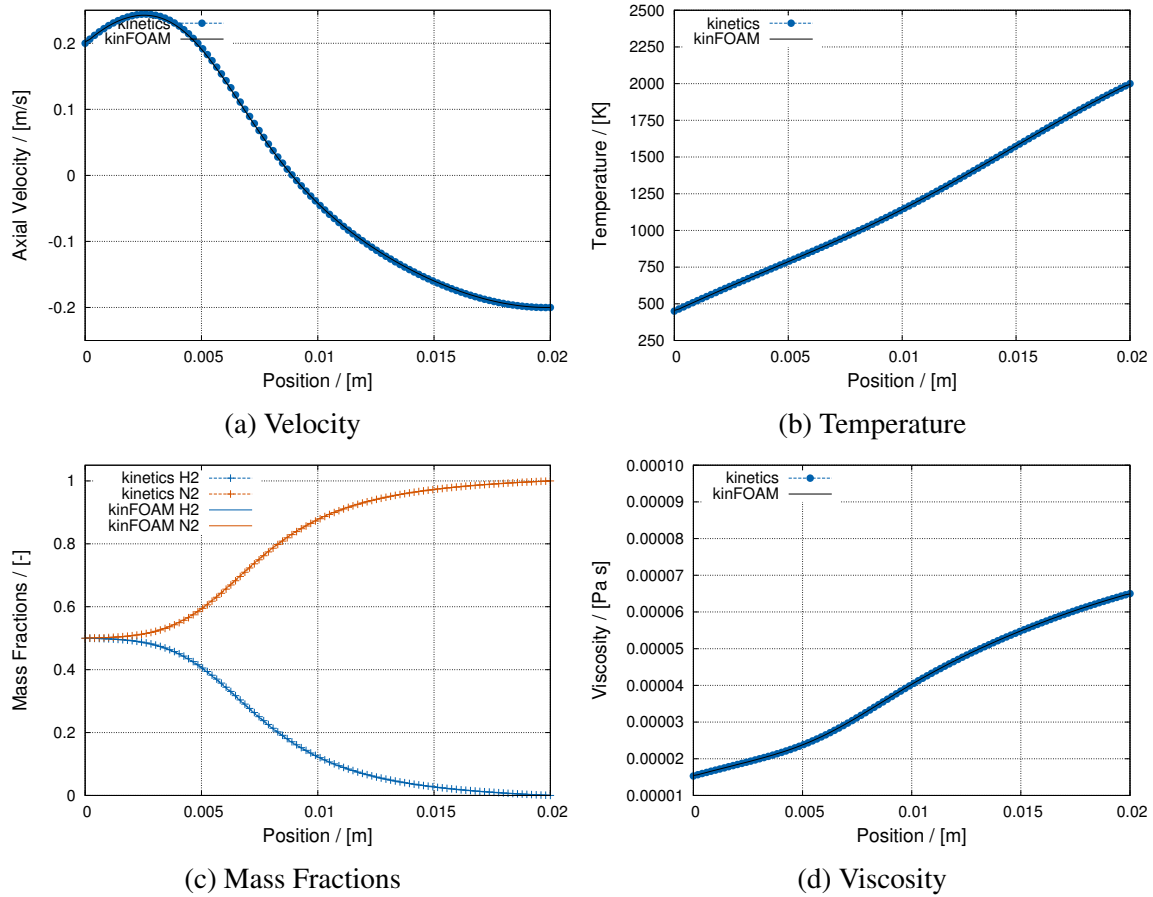 kinetics
kinFOAM
0.2
0.1
0
-0.1
-0.2
Axial Velocity / [m/s]
0 0.005 0.01 0.015 0.02
Position / [m]
(a) Velocity
kinetics
kinFOAM
2500
2250
2000
1750
1500
1250
1000
750
500
250
Temperature / [K]
0 0.005 0.01 0.015 0.02
Position / [m]
(b) Temperature
kinetics H2
kinetics N2
kinFOAM H2
kinFOAM N2
1
0.8
0.6
0.4
0.2
0
Mass Fractions / [-]
0 0.005 0.01 0.015 0.02
Position / [m]
(c) Mass Fractions
kinetics
kinFOAM
0.00010
0.00009
0.00008
0.00007
0.00006
0.00005
0.00004
0.00003
0.00002
0.00001
Viscosity / [Pa s]
0 0.005 0.01 0.015 0.02
Position / [m]
(d) Viscosity